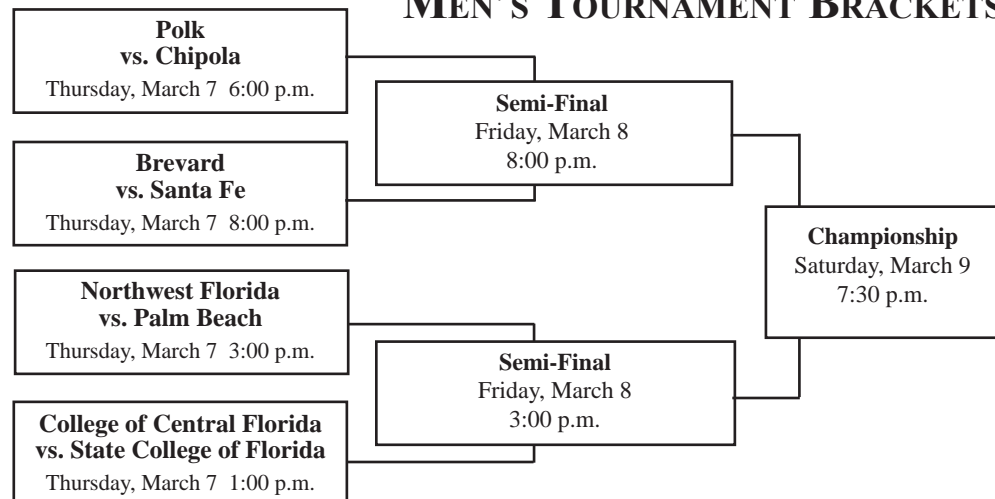 MEN'S TOURNAMENT BRACKETS
Polk
vs. Chipola
Thursday, March 7 6:00 p.m.
Brevard
vs. Santa Fe
Thursday, March 7 8:00 p.m.
Northwest Florida
vs. Palm Beach
Thursday, March 7 3:00 p.m.
College of Central Florida
vs. State College of Florida
Thursday, March 7 1:00 p.m.
Semi-Final
Friday, March 8
8:00 p.m.
Semi-Final
Friday, March 8
3:00 p.m.
Championship
Saturday, March 9
7:30 p.m.